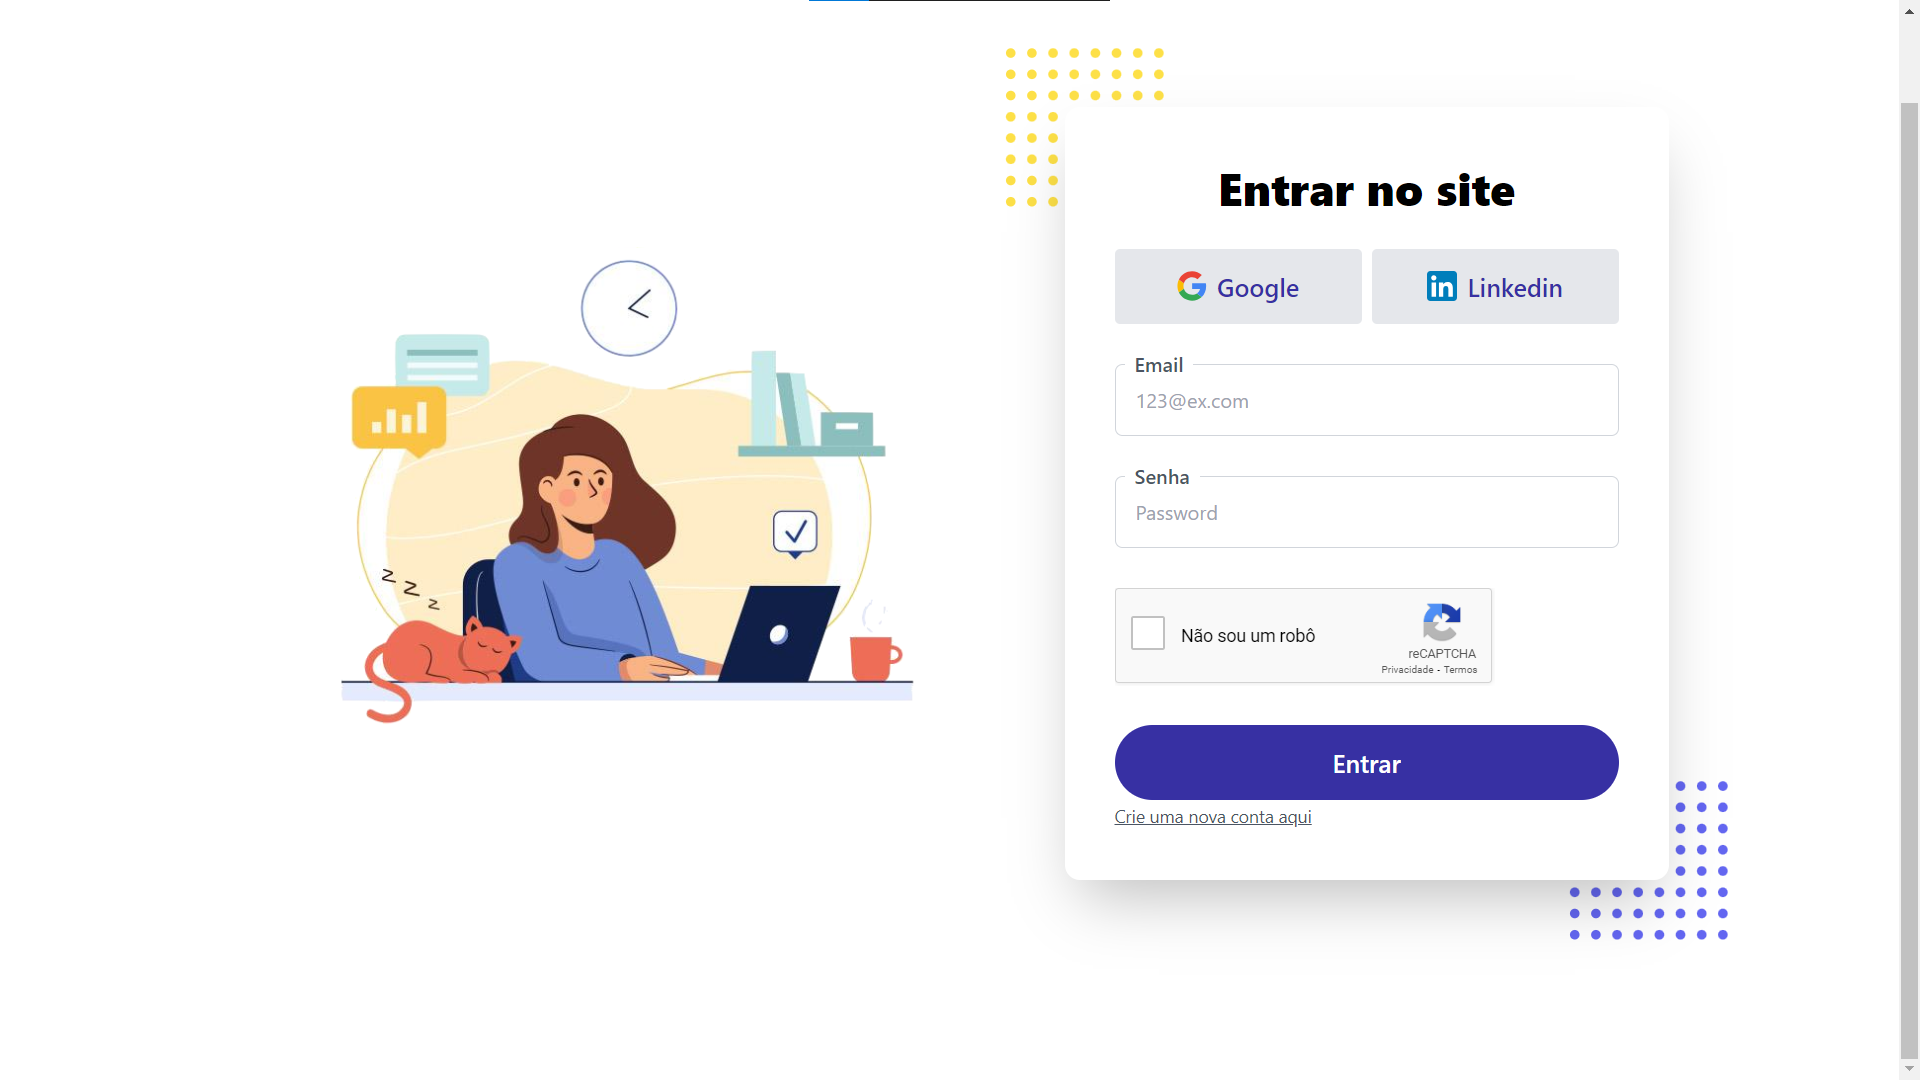 Entrar no site
Google
Linkedin
Email
123@ex.com
Senha
Password
Não sou um robô
reCAPTCHA
Privacidade - Termos
Entrar
Crie uma nova conta aqui
z z z